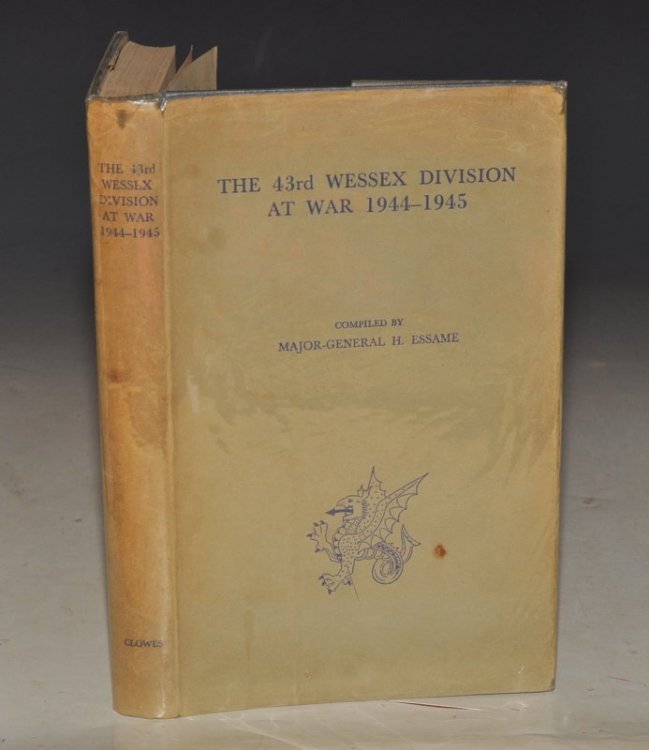 THE 43rd
WESSEX
DIVISION
AT WAR
1944–1945
CLOWES
THE 43rd WESSEX DIVISION
AT WAR 1944–1945
COMPILED BY
MAJOR-GENERAL H. ESSAME